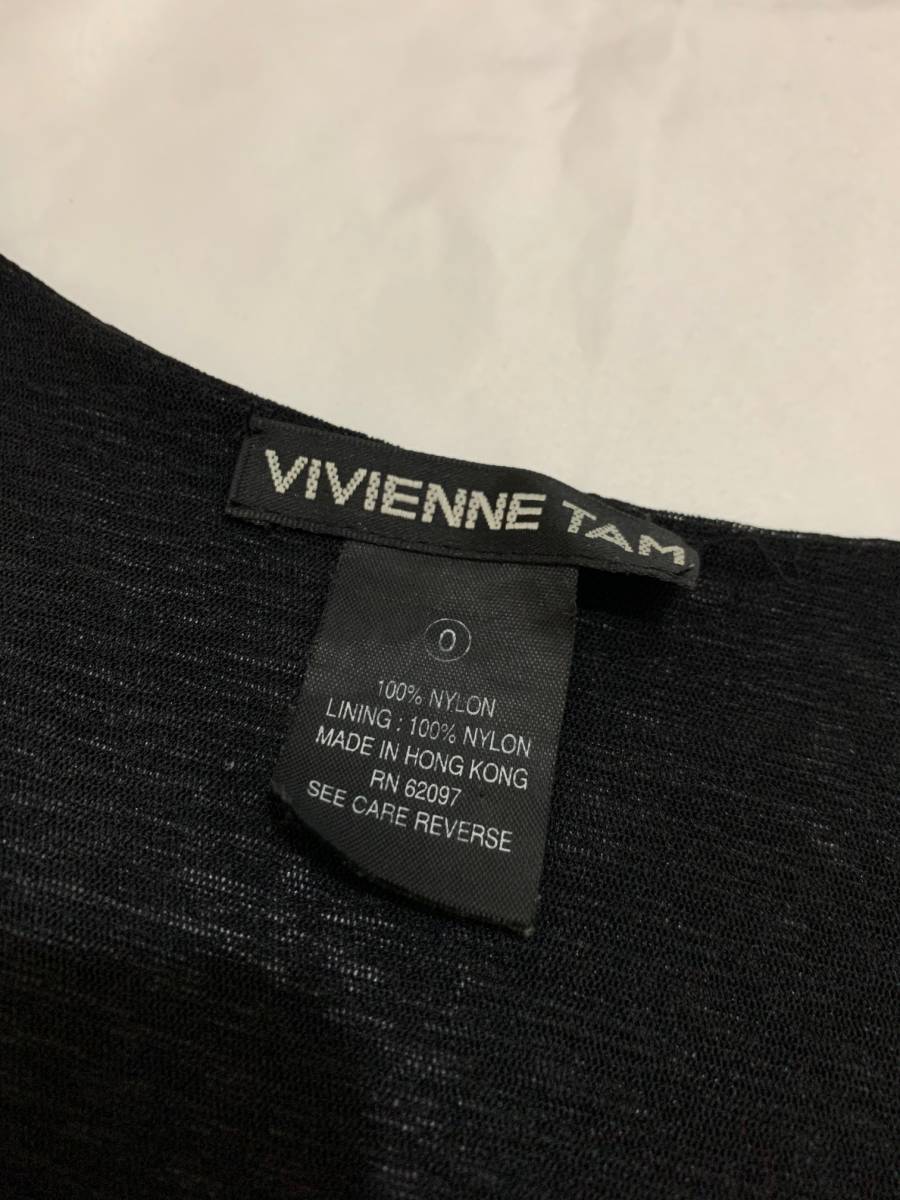 VIVIENNE TAM
0
100% NYLON
LINING : 100% NYLON
MADE IN HONG KONG
RN 62097
SEE CARE REVERSE